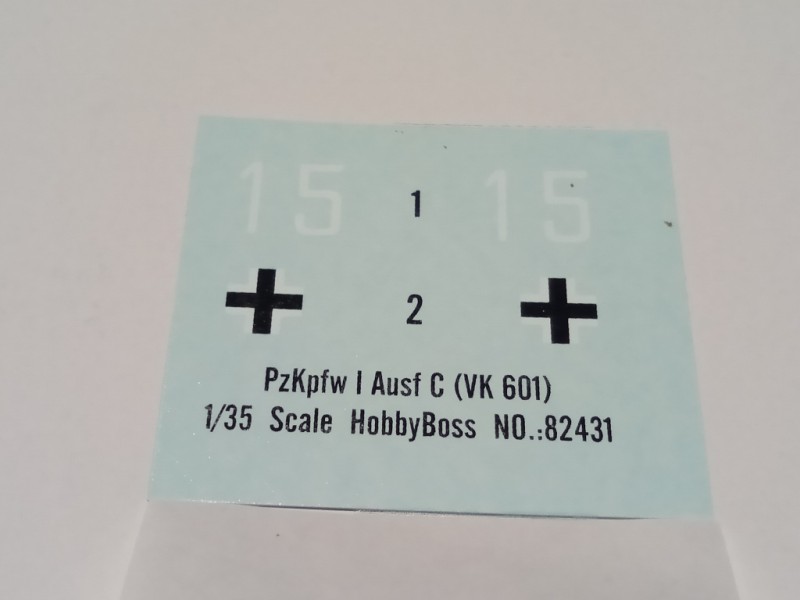 15 1 15
2
PzKpfw I Ausf C (VK 601)
1/35 Scale HobbyBoss NO.:82431